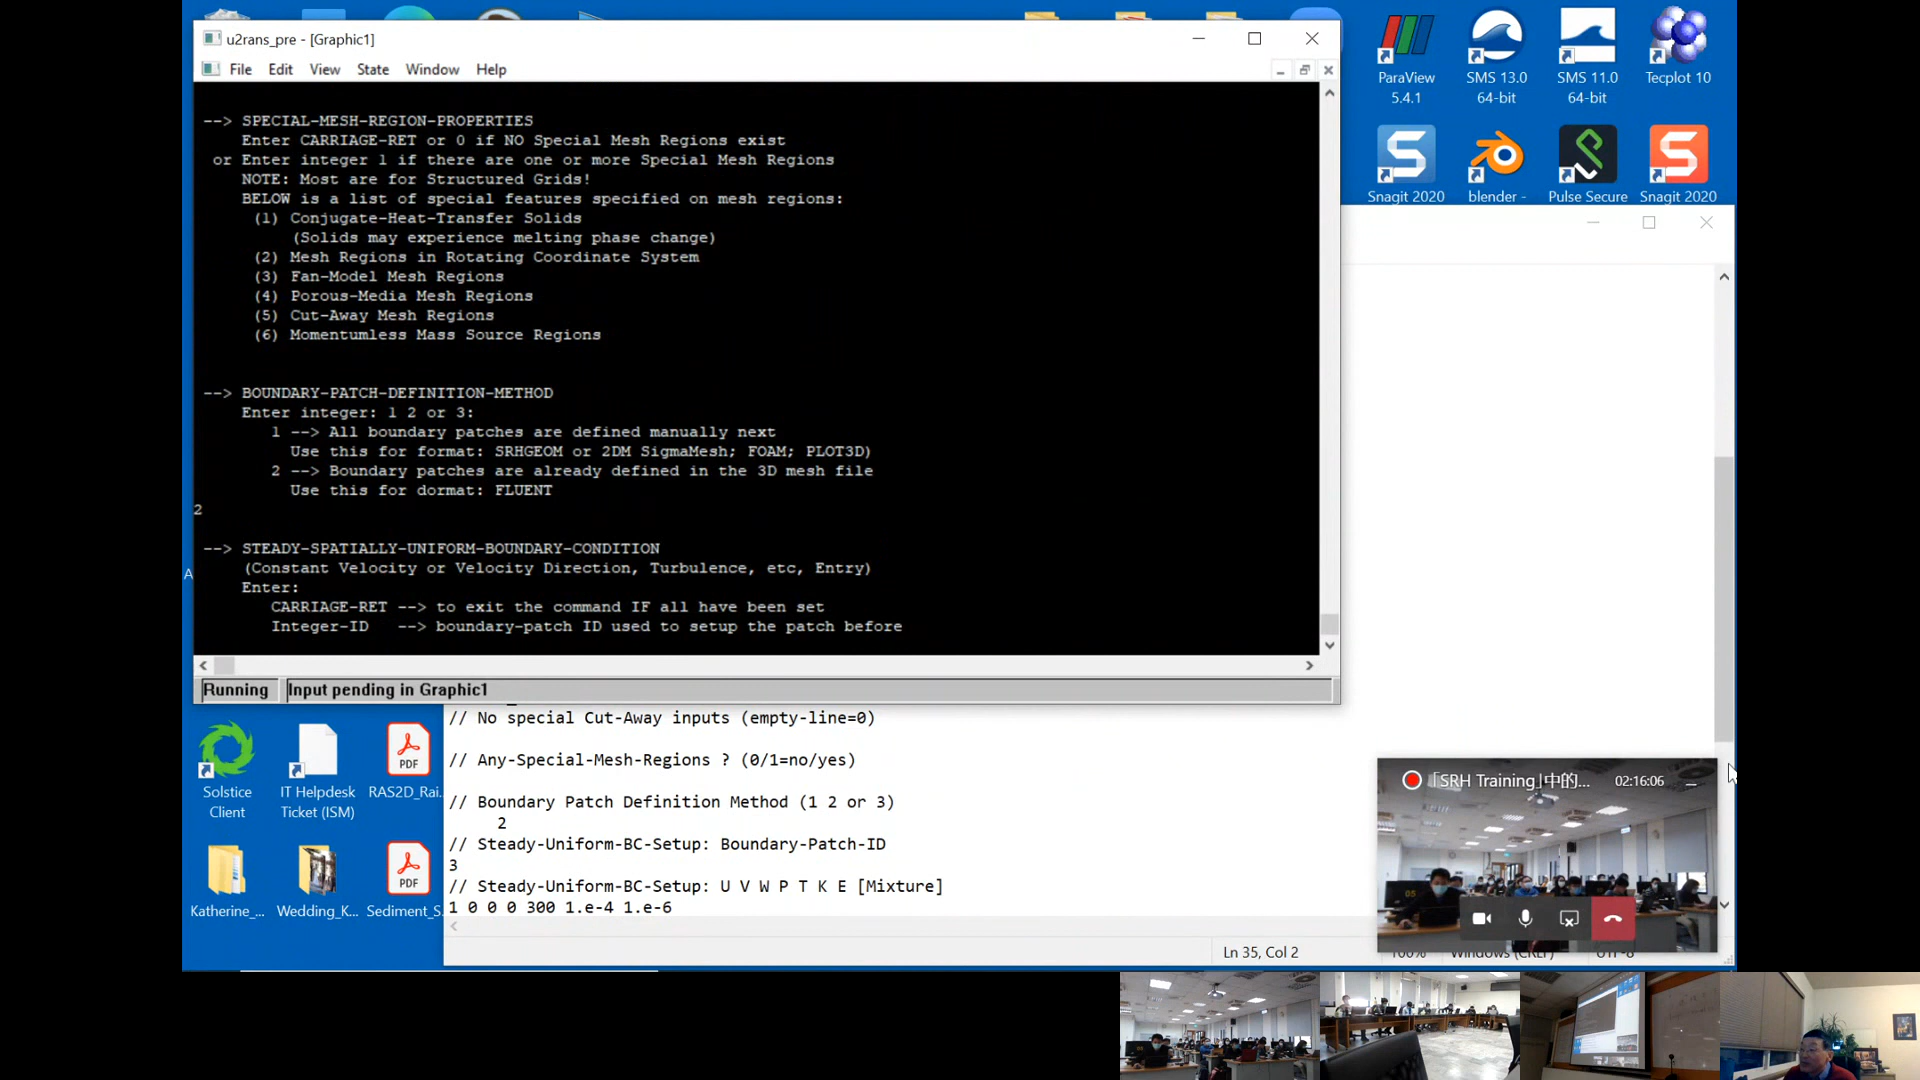 u2rans_pre - [Graphic1]
File Edit View State Window Help
--> SPECIAL-MESH-REGION-PROPERTIES
Enter CARRIAGE-RET or 0 if NO Special Mesh Regions exist
or Enter integer 1 if there are one or more Special Mesh Regions
NOTE: Most are for Structured Grids!
BELOW is a list of special features specified on mesh regions:
(1) Conjugate-Heat-Transfer Solids
(Solids may experience melting phase change)
(2) Mesh Regions in Rotating Coordinate System
(3) Fan-Model Mesh Regions
(4) Porous-Media Mesh Regions
(5) Cut-Away Mesh Regions
(6) Momentumless Mass Source Regions
--> BOUNDARY-PATCH-DEFINITION-METHOD
Enter integer: 1 2 or 3:
1 --> All boundary patches are defined manually next
Use this for format: SRHGEOM or 2DM SigmaMesh; FOAM; PLOT3D)
2 --> Boundary patches are already defined in the 3D mesh file
Use this for dormat: FLUENT
2
--> STEADY-SPATIALLY-UNIFORM-BOUNDARY-CONDITION
(Constant Velocity or Velocity Direction, Turbulence, etc, Entry)
Enter:
CARRIAGE-RET --> to exit the command IF all have been set
Integer-ID --> boundary-patch ID used to setup the patch before
Running Input pending in Graphic1
ParaView 5.4.1
SMS 13.0 64-bit
SMS 11.0 64-bit
Tecplot 10
Snagit 2020
blender -
Pulse Secure
Snagit 2020
A
// No special Cut-Away inputs (empty-line=0)
// Any-Special-Mesh-Regions ? (0/1=no/yes)
// Boundary Patch Definition Method (1 2 or 3)
2
// Steady-Uniform-BC-Setup: Boundary-Patch-ID
3
// Steady-Uniform-BC-Setup: U V W P T K E [Mixture]
1 0 0 0 300 1.e-4 1.e-6
Ln 35, Col 2
100%
Windows (CRLF)
UTF-8
Solstice Client
IT Helpdesk Ticket (ISM)
PDF
RAS2D_Rai...
Katherine_...
Wedding_K...
PDF
Sediment_S...
「SRH Training」中的... 02:16:06
05